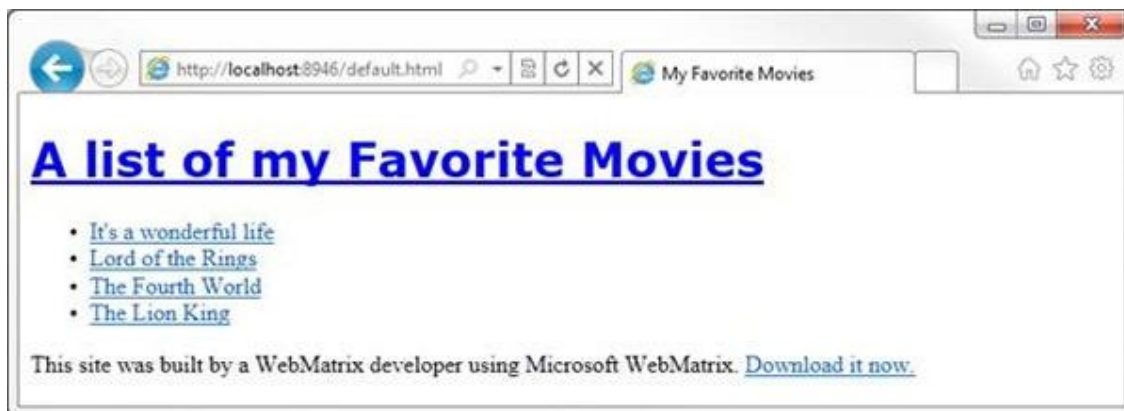 http://localhost:8946/default.html
My Favorite Movies
A list of my Favorite Movies
It's a wonderful life
Lord of the Rings
The Fourth World
The Lion King
This site was built by a WebMatrix developer using Microsoft WebMatrix. Download it now.